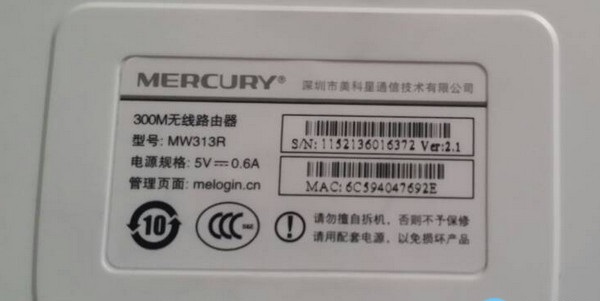 MERCURY® 深圳市美科星通信技术有限公司
300M无线路由器
型号: MW313R
电源规格: 5V⎓0.6A
管理页面: melogin.cn
S/N: 1152136016372 Ver:2.1
MAC: 6C594047692E
10
CCC
请勿擅自拆机，否则不予保修
请用配套电源，以免损坏产品